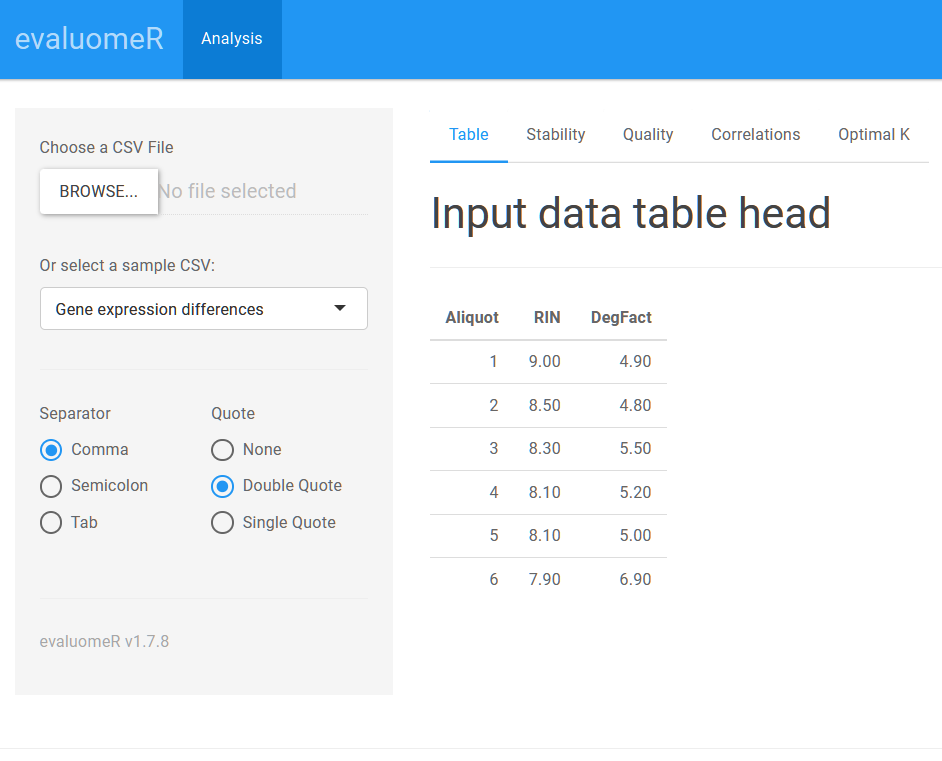 evaluomeR Analysis
Choose a CSV File
BROWSE... No file selected
Or select a sample CSV:
Gene expression differences
Separator Quote
Comma None
Semicolon Double Quote
Tab Single Quote
evaluomeR v1.7.8
Table Stability Quality Correlations Optimal K
Input data table head
Aliquot RIN DegFact
1 9.00 4.90
2 8.50 4.80
3 8.30 5.50
4 8.10 5.20
5 8.10 5.00
6 7.90 6.90